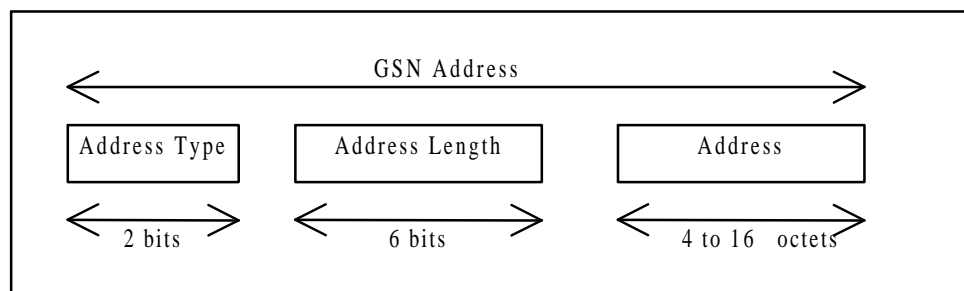 GSN Address
Address Type Address Length Address
2 bits 6 bits 4 to 16 octets